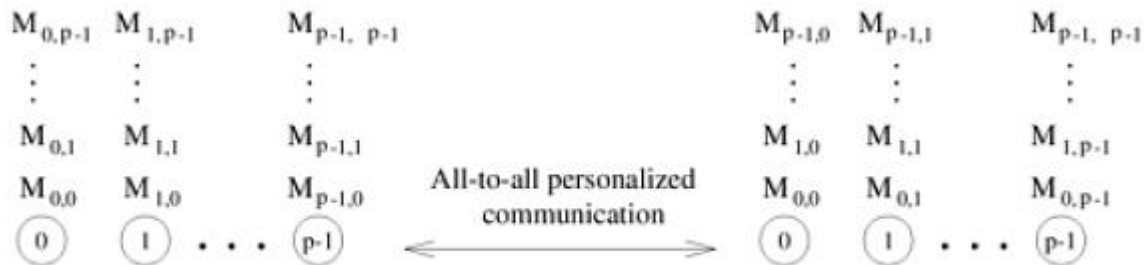 M0,p-1 M1,p-1 Mp-1, p-1 Mp-1,0 Mp-1,1 Mp-1, p-1
M0,1 M1,1 Mp-1,1 M1,0 M1,1 M1,p-1
M0,0 M1,0 Mp-1,0 All-to-all personalized M0,0 M0,1 M0,p-1
communication
0 1 . . . p-1 0 1 . . . p-1